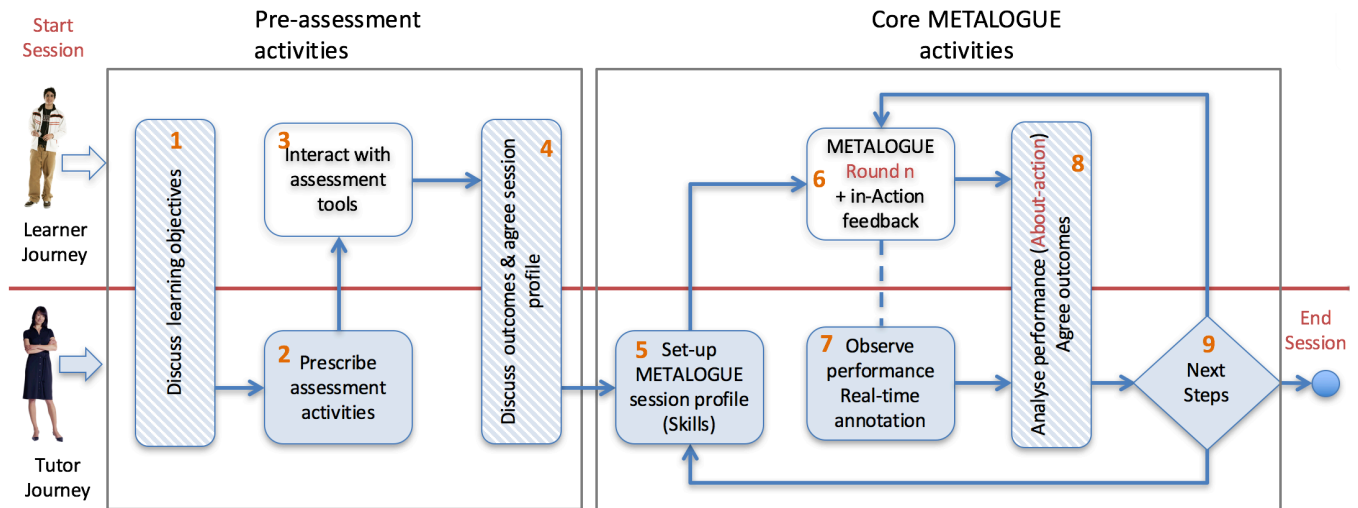 Start
Session
Pre-assessment
activities
Core METALOGUE
activities
Learner
Journey
Tutor
Journey
1
Discuss learning objectives
2
Prescribe
assessment
activities
3
Interact with
assessment
tools
4
Discuss outcomes & agree session
profile
5
Set-up
METALOGUE
session profile
(Skills)
6
METALOGUE
Round n
+ in-Action
feedback
7
Observe
performance
Real-time
annotation
8
Analyse performance (About-action)
Agree outcomes
9
Next
Steps
End
Session